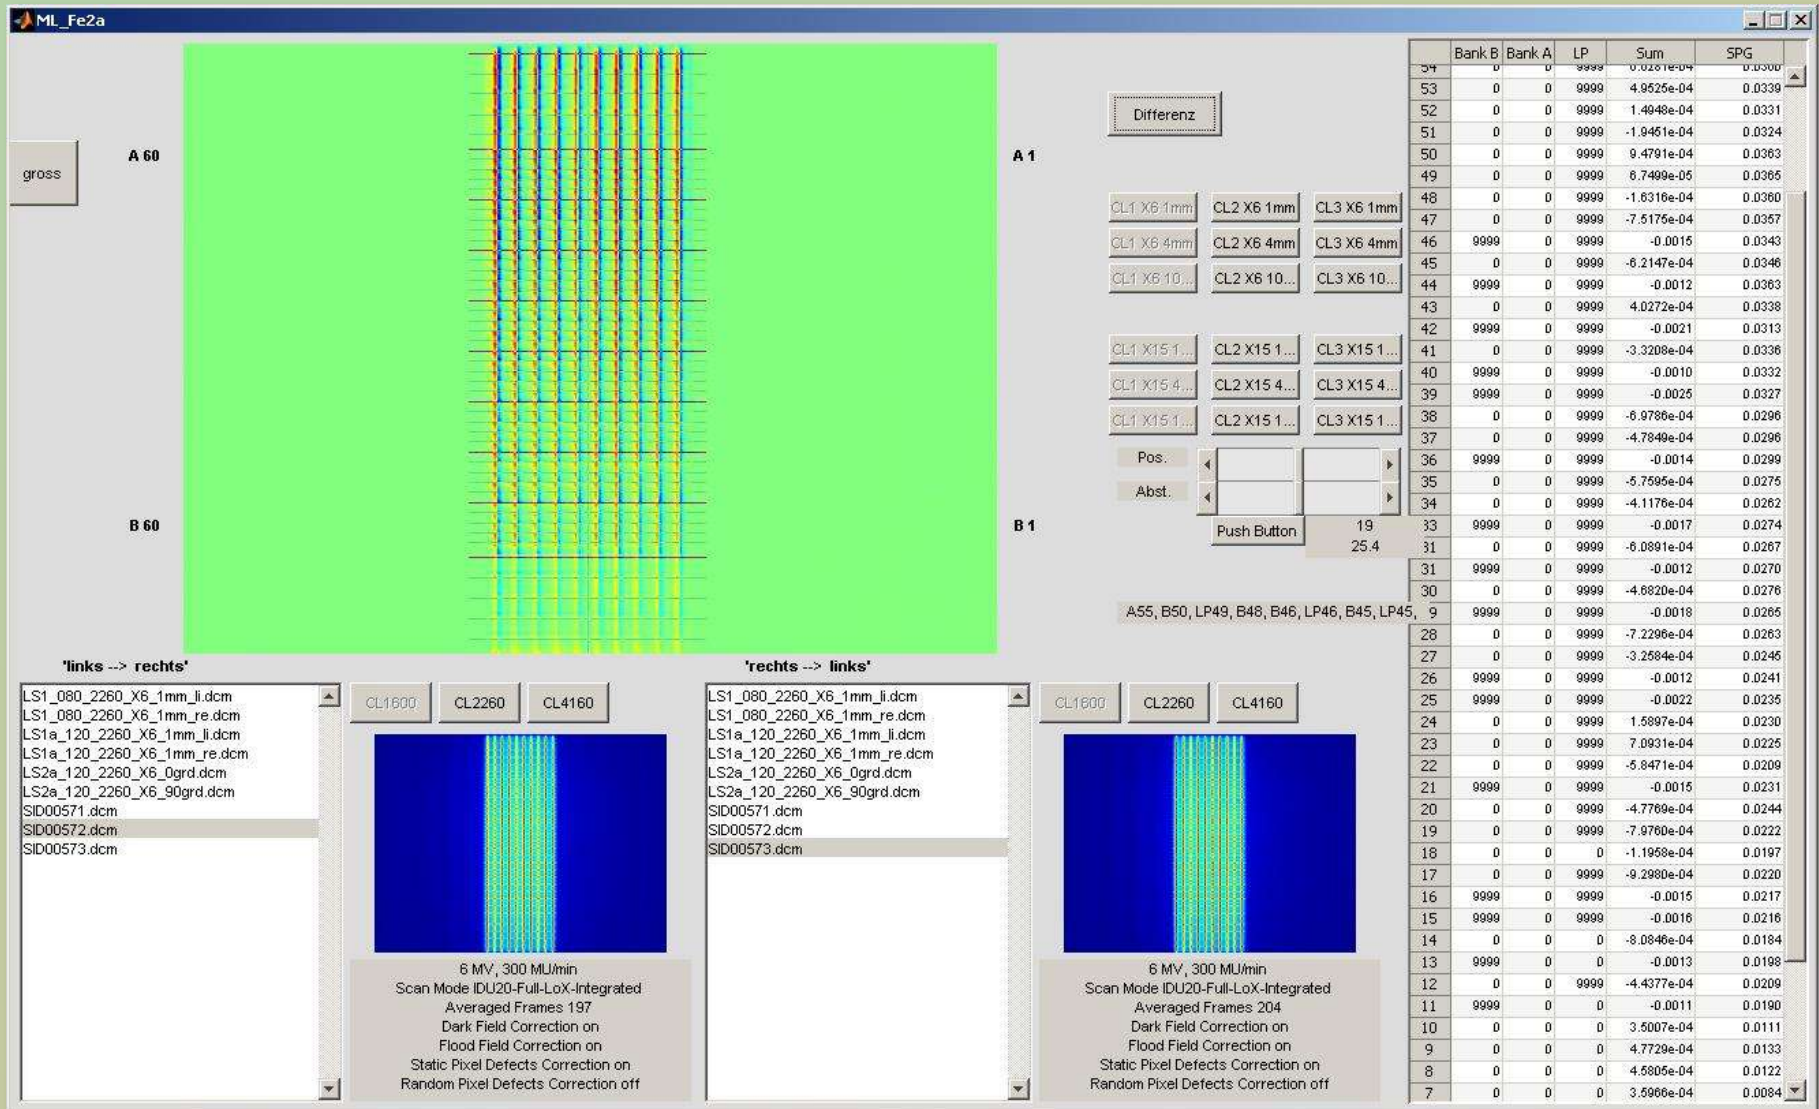 ML_Fe2a
gross
A 60
A 1
B 60
B 1
Differenz
CL1 X6 1mm CL2 X6 1mm CL3 X6 1mm
CL1 X6 4mm CL2 X6 4mm CL3 X6 4mm
CL1 X6 10... CL2 X6 10... CL3 X6 10...
CL1 X15 1... CL2 X15 1... CL3 X15 1...
CL1 X15 4... CL2 X15 4... CL3 X15 4...
CL1 X15 1... CL2 X15 1... CL3 X15 1...
Pos.
Abst.
Push Button
19
25.4
A55, B50, LP49, B48, B46, LP46, B45, LP45,
'links --> rechts'
LS1_080_2260_X6_1mm_li.dcm
LS1_080_2260_X6_1mm_re.dcm
LS1a_120_2260_X6_1mm_li.dcm
LS1a_120_2260_X6_1mm_re.dcm
LS2a_120_2260_X6_0grd.dcm
LS2a_120_2260_X6_90grd.dcm
SID00571.dcm
SID00572.dcm
SID00573.dcm
CL1600 CL2260 CL4160
6 MV, 300 MU/min
Scan Mode IDU20-Full-LoX-Integrated
Averaged Frames 197
Dark Field Correction on
Flood Field Correction on
Static Pixel Defects Correction on
Random Pixel Defects Correction off
'rechts --> links'
LS1_080_2260_X6_1mm_li.dcm
LS1_080_2260_X6_1mm_re.dcm
LS1a_120_2260_X6_1mm_li.dcm
LS1a_120_2260_X6_1mm_re.dcm
LS2a_120_2260_X6_0grd.dcm
LS2a_120_2260_X6_90grd.dcm
SID00571.dcm
SID00572.dcm
SID00573.dcm
CL1600 CL2260 CL4160
6 MV, 300 MU/min
Scan Mode IDU20-Full-LoX-Integrated
Averaged Frames 204
Dark Field Correction on
Flood Field Correction on
Static Pixel Defects Correction on
Random Pixel Defects Correction off
Bank B Bank A LP Sum SPG
54 0 0 9999
53 0 0 9999 4.9525e-04 0.0339
52 0 0 9999 1.4948e-04 0.0331
51 0 0 9999 -1.9451e-04 0.0324
50 0 0 9999 9.4791e-04 0.0363
49 0 0 9999 6.7499e-05 0.0365
48 0 0 9999 -1.6316e-04 0.0360
47 0 0 9999 -7.5175e-04 0.0357
46 9999 0 9999 -0.0015 0.0343
45 0 0 9999 -6.2147e-04 0.0346
44 9999 0 9999 -0.0012 0.0363
43 0 0 9999 4.0272e-04 0.0338
42 9999 0 9999 -0.0021 0.0313
41 0 0 9999 -3.3208e-04 0.0336
40 9999 0 9999 -0.0010 0.0332
39 9999 0 9999 -0.0025 0.0327
38 0 0 9999 -6.9786e-04 0.0296
37 0 0 9999 -4.7849e-04 0.0296
36 9999 0 9999 -0.0014 0.0299
35 0 0 9999 -5.7595e-04 0.0275
34 0 0 9999 -4.1176e-04 0.0262
33 9999 0 9999 -0.0017 0.0274
31 0 0 9999 -6.0891e-04 0.0267
31 9999 0 9999 -0.0012 0.0270
30 0 0 9999 -4.6820e-04 0.0276
9 9999 0 9999 -0.0018 0.0265
28 0 0 9999 -7.2296e-04 0.0263
27 0 0 9999 -3.2584e-04 0.0245
26 9999 0 9999 -0.0012 0.0241
25 9999 0 9999 -0.0022 0.0235
24 0 0 9999 1.5897e-04 0.0230
23 0 0 9999 7.0931e-04 0.0225
22 0 0 9999 -5.8471e-04 0.0209
21 9999 0 9999 -0.0015 0.0231
20 0 0 9999 -4.7769e-04 0.0244
19 0 0 9999 -7.9760e-04 0.0222
18 0 0 0 -1.1958e-04 0.0197
17 0 0 9999 -9.2980e-04 0.0220
16 9999 0 9999 -0.0015 0.0217
15 9999 0 9999 -0.0016 0.0216
14 0 0 0 -8.0846e-04 0.0184
13 9999 0 0 -0.0013 0.0198
12 0 0 9999 -4.4377e-04 0.0209
11 9999 0 0 -0.0011 0.0190
10 0 0 0 3.5007e-04 0.0111
9 0 0 0 4.7729e-04 0.0133
8 0 0 0 4.5805e-04 0.0122
7 0 0 0 3.5966e-04 0.0084